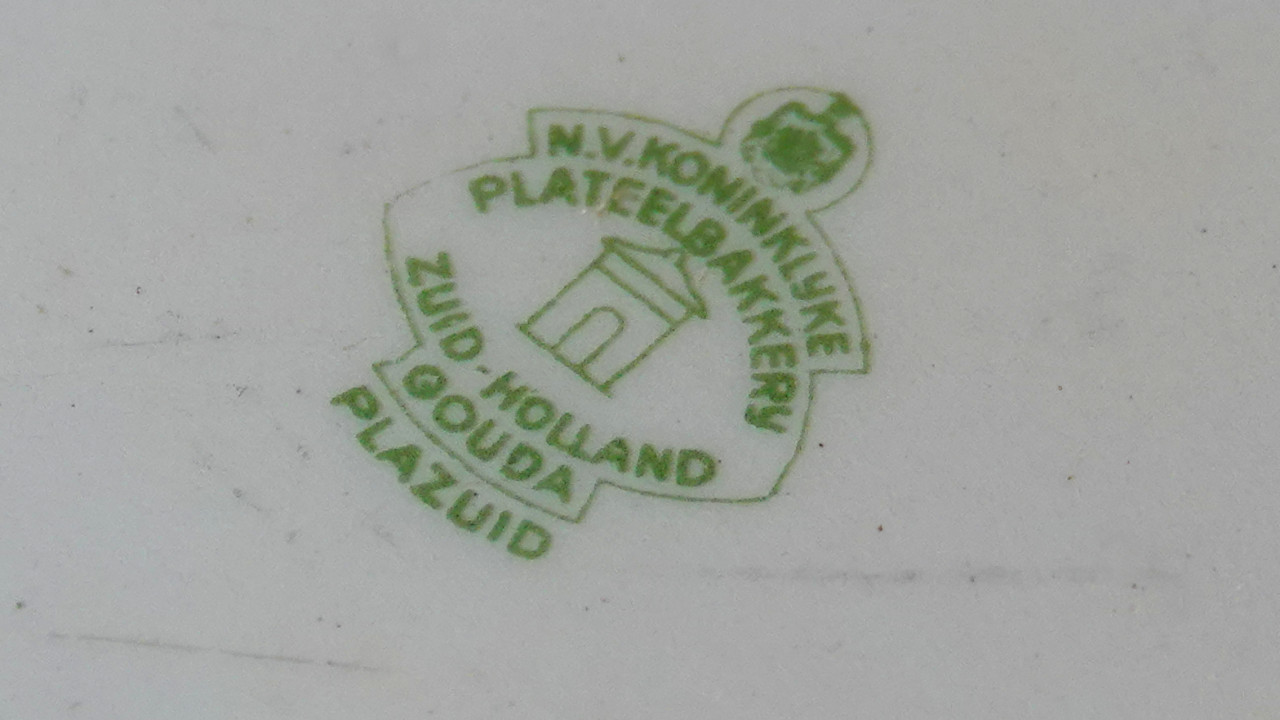 N.V. KONINKLYKE
PLATEELBAKKERY
ZUID-HOLLAND
GOUDA
PLAZUID